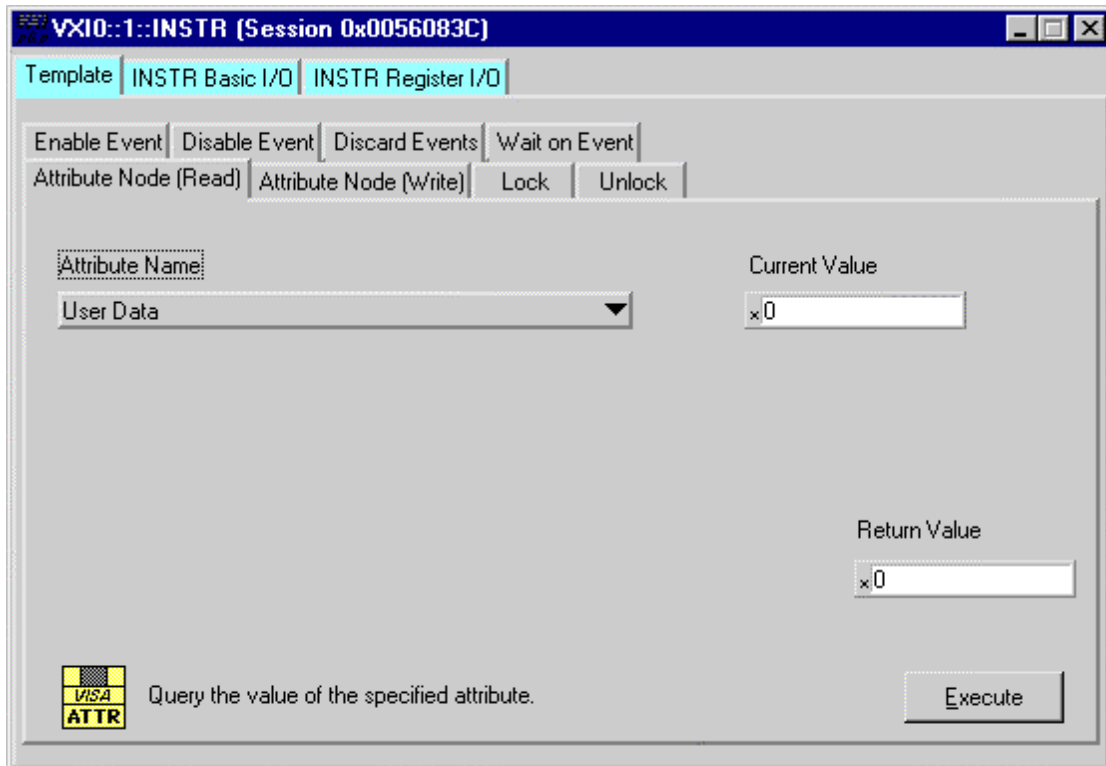 VXI0::1::INSTR (Session 0x0056083C)
Template INSTR Basic I/O INSTR Register I/O
Enable Event Disable Event Discard Events Wait on Event
Attribute Node (Read) Attribute Node (Write) Lock Unlock
Attribute Name Current Value
User Data x 0
Return Value
x 0
VISA
ATTR
Query the value of the specified attribute. Execute